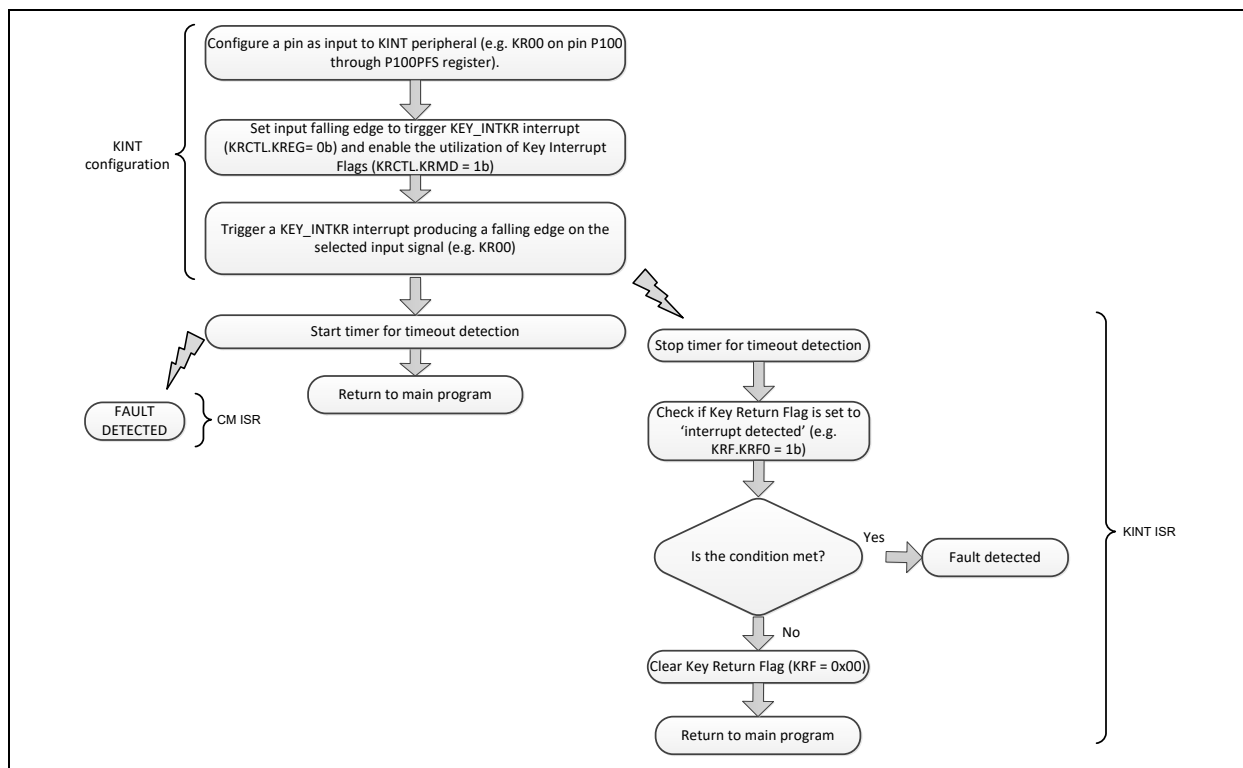 Configure a pin as input to KINT peripheral (e.g. KR00 on pin P100
through P100PFS register).
KINT
configuration
Set input falling edge to tirgger KEY_INTKR interrupt
(KRCTL.KREG= 0b) and enable the utilization of Key Interrupt
Flags (KRCTL.KRMD = 1b)
Trigger a KEY_INTKR interrupt producing a falling edge on the
selected input signal (e.g. KR00)
Start timer for timeout detection
Return to main program
FAULT
DETECTED
CM ISR
Stop timer for timeout detection
Check if Key Return Flag is set to
‘interrupt detected’ (e.g.
KRF.KRF0 = 1b)
Is the condition met?
Yes
Fault detected
KINT ISR
No
Clear Key Return Flag (KRF = 0x00)
Return to main program